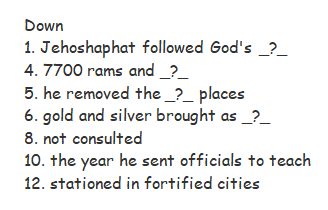 Down
1. Jehoshaphat followed God's _?_
4. 7700 rams and _?_
5. he removed the _?_ places
6. gold and silver brought as _?_
8. not consulted
10. the year he sent officials to teach
12. stationed in fortified cities